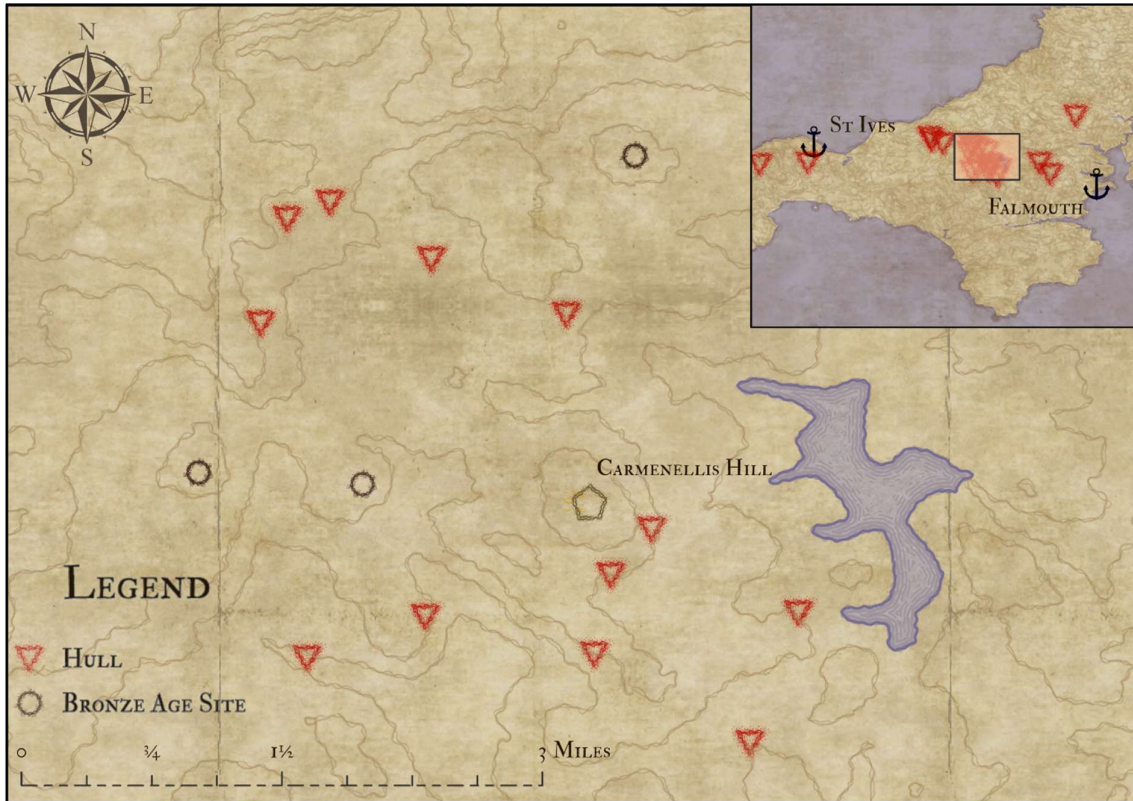 N
W E
S
St Ives
Falmouth
Carmenellis Hill
Legend
Hull
Bronze Age Site
0 ¾ 1½ 3 Miles